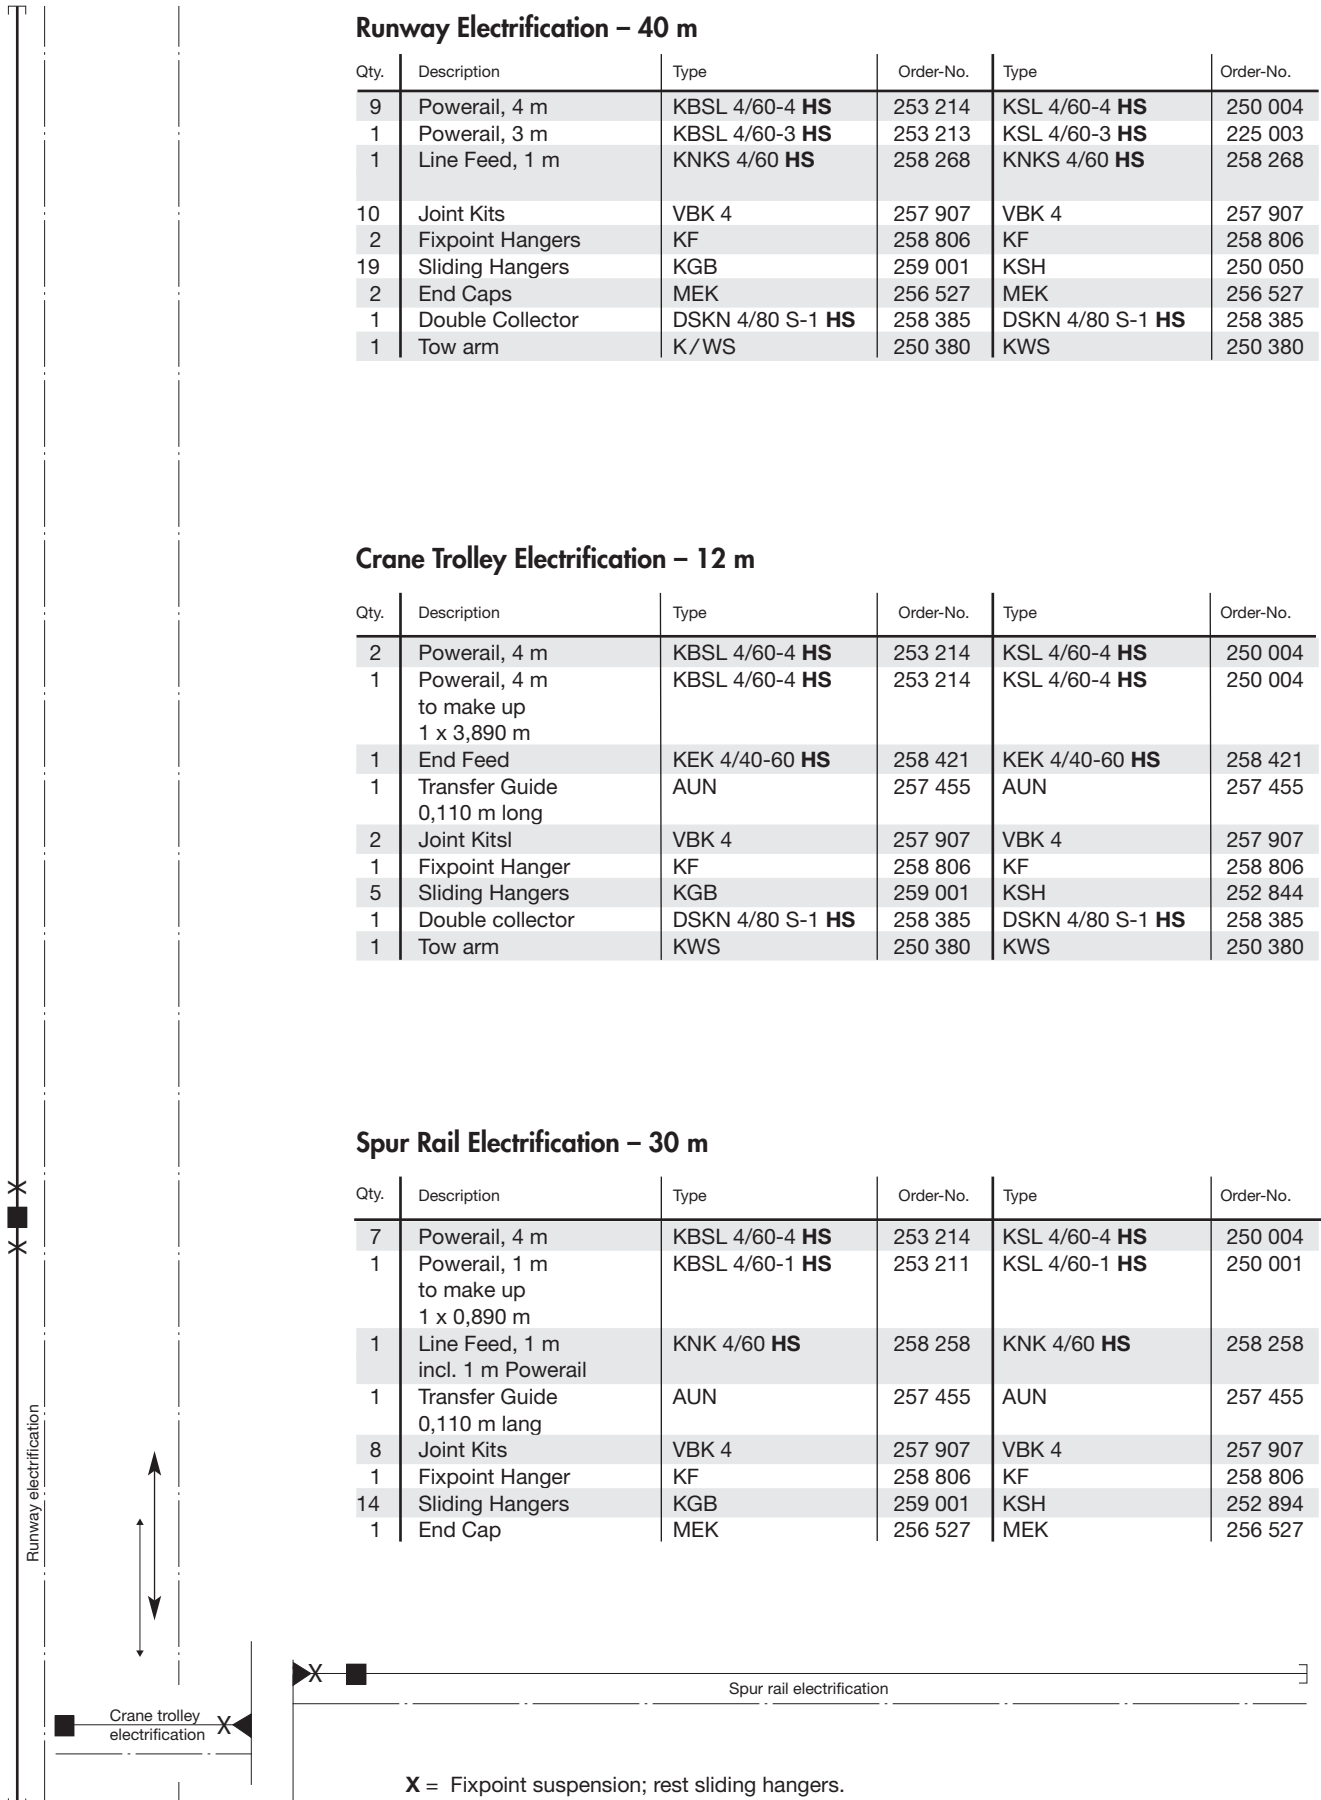 Runway Electrification – 40 m
Qty. Description Type Order-No. Type Order-No.
9 Powerail, 4 m KBSL 4/60-4 HS 253 214 KSL 4/60-4 HS 250 004
1 Powerail, 3 m KBSL 4/60-3 HS 253 213 KSL 4/60-3 HS 225 003
1 Line Feed, 1 m KNKS 4/60 HS 258 268 KNKS 4/60 HS 258 268
10 Joint Kits VBK 4 257 907 VBK 4 257 907
2 Fixpoint Hangers KF 258 806 KF 258 806
19 Sliding Hangers KGB 259 001 KSH 250 050
2 End Caps MEK 256 527 MEK 256 527
1 Double Collector DSKN 4/80 S-1 HS 258 385 DSKN 4/80 S-1 HS 258 385
1 Tow arm K/WS 250 380 KWS 250 380
Crane Trolley Electrification – 12 m
Qty. Description Type Order-No. Type Order-No.
2 Powerail, 4 m KBSL 4/60-4 HS 253 214 KSL 4/60-4 HS 250 004
1 Powerail, 4 m KBSL 4/60-4 HS 253 214 KSL 4/60-4 HS 250 004
to make up
1 x 3,890 m
1 End Feed KEK 4/40-60 HS 258 421 KEK 4/40-60 HS 258 421
1 Transfer Guide AUN 257 455 AUN 257 455
0,110 m long
2 Joint Kitsl VBK 4 257 907 VBK 4 257 907
1 Fixpoint Hanger KF 258 806 KF 258 806
5 Sliding Hangers KGB 259 001 KSH 252 844
1 Double collector DSKN 4/80 S-1 HS 258 385 DSKN 4/80 S-1 HS 258 385
1 Tow arm KWS 250 380 KWS 250 380
Spur Rail Electrification – 30 m
Qty. Description Type Order-No. Type Order-No.
7 Powerail, 4 m KBSL 4/60-4 HS 253 214 KSL 4/60-4 HS 250 004
1 Powerail, 1 m KBSL 4/60-1 HS 253 211 KSL 4/60-1 HS 250 001
to make up
1 x 0,890 m
1 Line Feed, 1 m KNK 4/60 HS 258 258 KNK 4/60 HS 258 258
incl. 1 m Powerail
1 Transfer Guide AUN 257 455 AUN 257 455
0,110 m lang
8 Joint Kits VBK 4 257 907 VBK 4 257 907
1 Fixpoint Hanger KF 258 806 KF 258 806
14 Sliding Hangers KGB 259 001 KSH 252 894
1 End Cap MEK 256 527 MEK 256 527
X
X
Runway electrification
X
Spur rail electrification
Crane trolley
electrification X
X = Fixpoint suspension; rest sliding hangers.